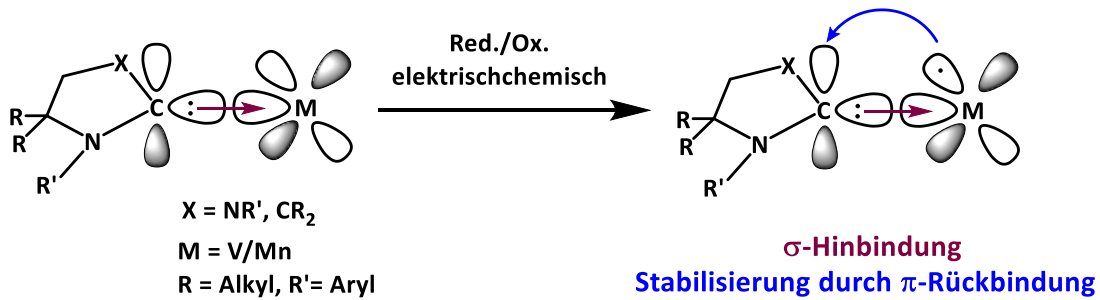 Red./Ox.
elektrischchemisch
X
C
:
M
R
R
N
R'
X
C
:
M
R
R
N
R'
X = NR', CR₂
M = V/Mn
R = Alkyl, R'= Aryl
σ-Hinbindung
Stabilisierung durch π-Rückbindung